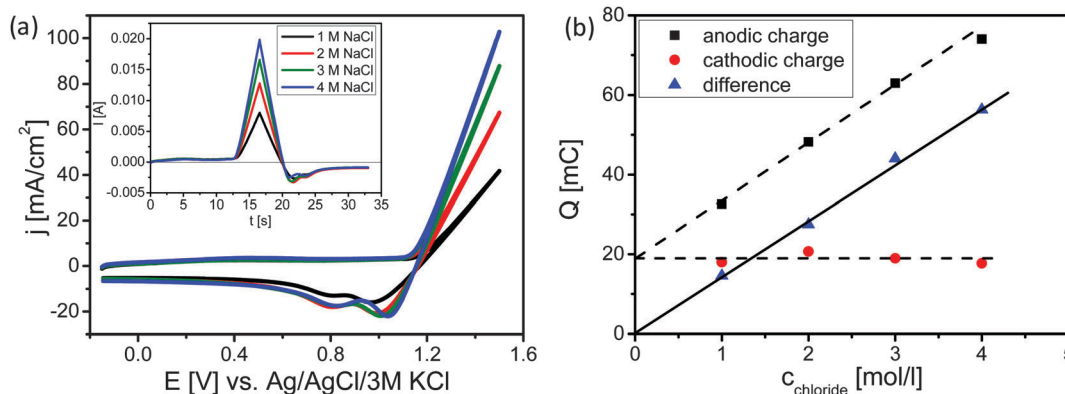 (a)
100
80
60
40
20
0
-20
j [mA/cm²]
0.0
0.4
0.8
1.2
1.6
E [V] vs. Ag/AgCl/3M KCl
0.020
0.015
0.010
0.005
0.000
-0.005
I [A]
0
5
10
15
20
25
30
35
t [s]
1 M NaCl
2 M NaCl
3 M NaCl
4 M NaCl
(b)
80
60
40
20
0
Q [mC]
0
1
2
3
4
5
c chloride [mol/l]
anodic charge
cathodic charge
difference